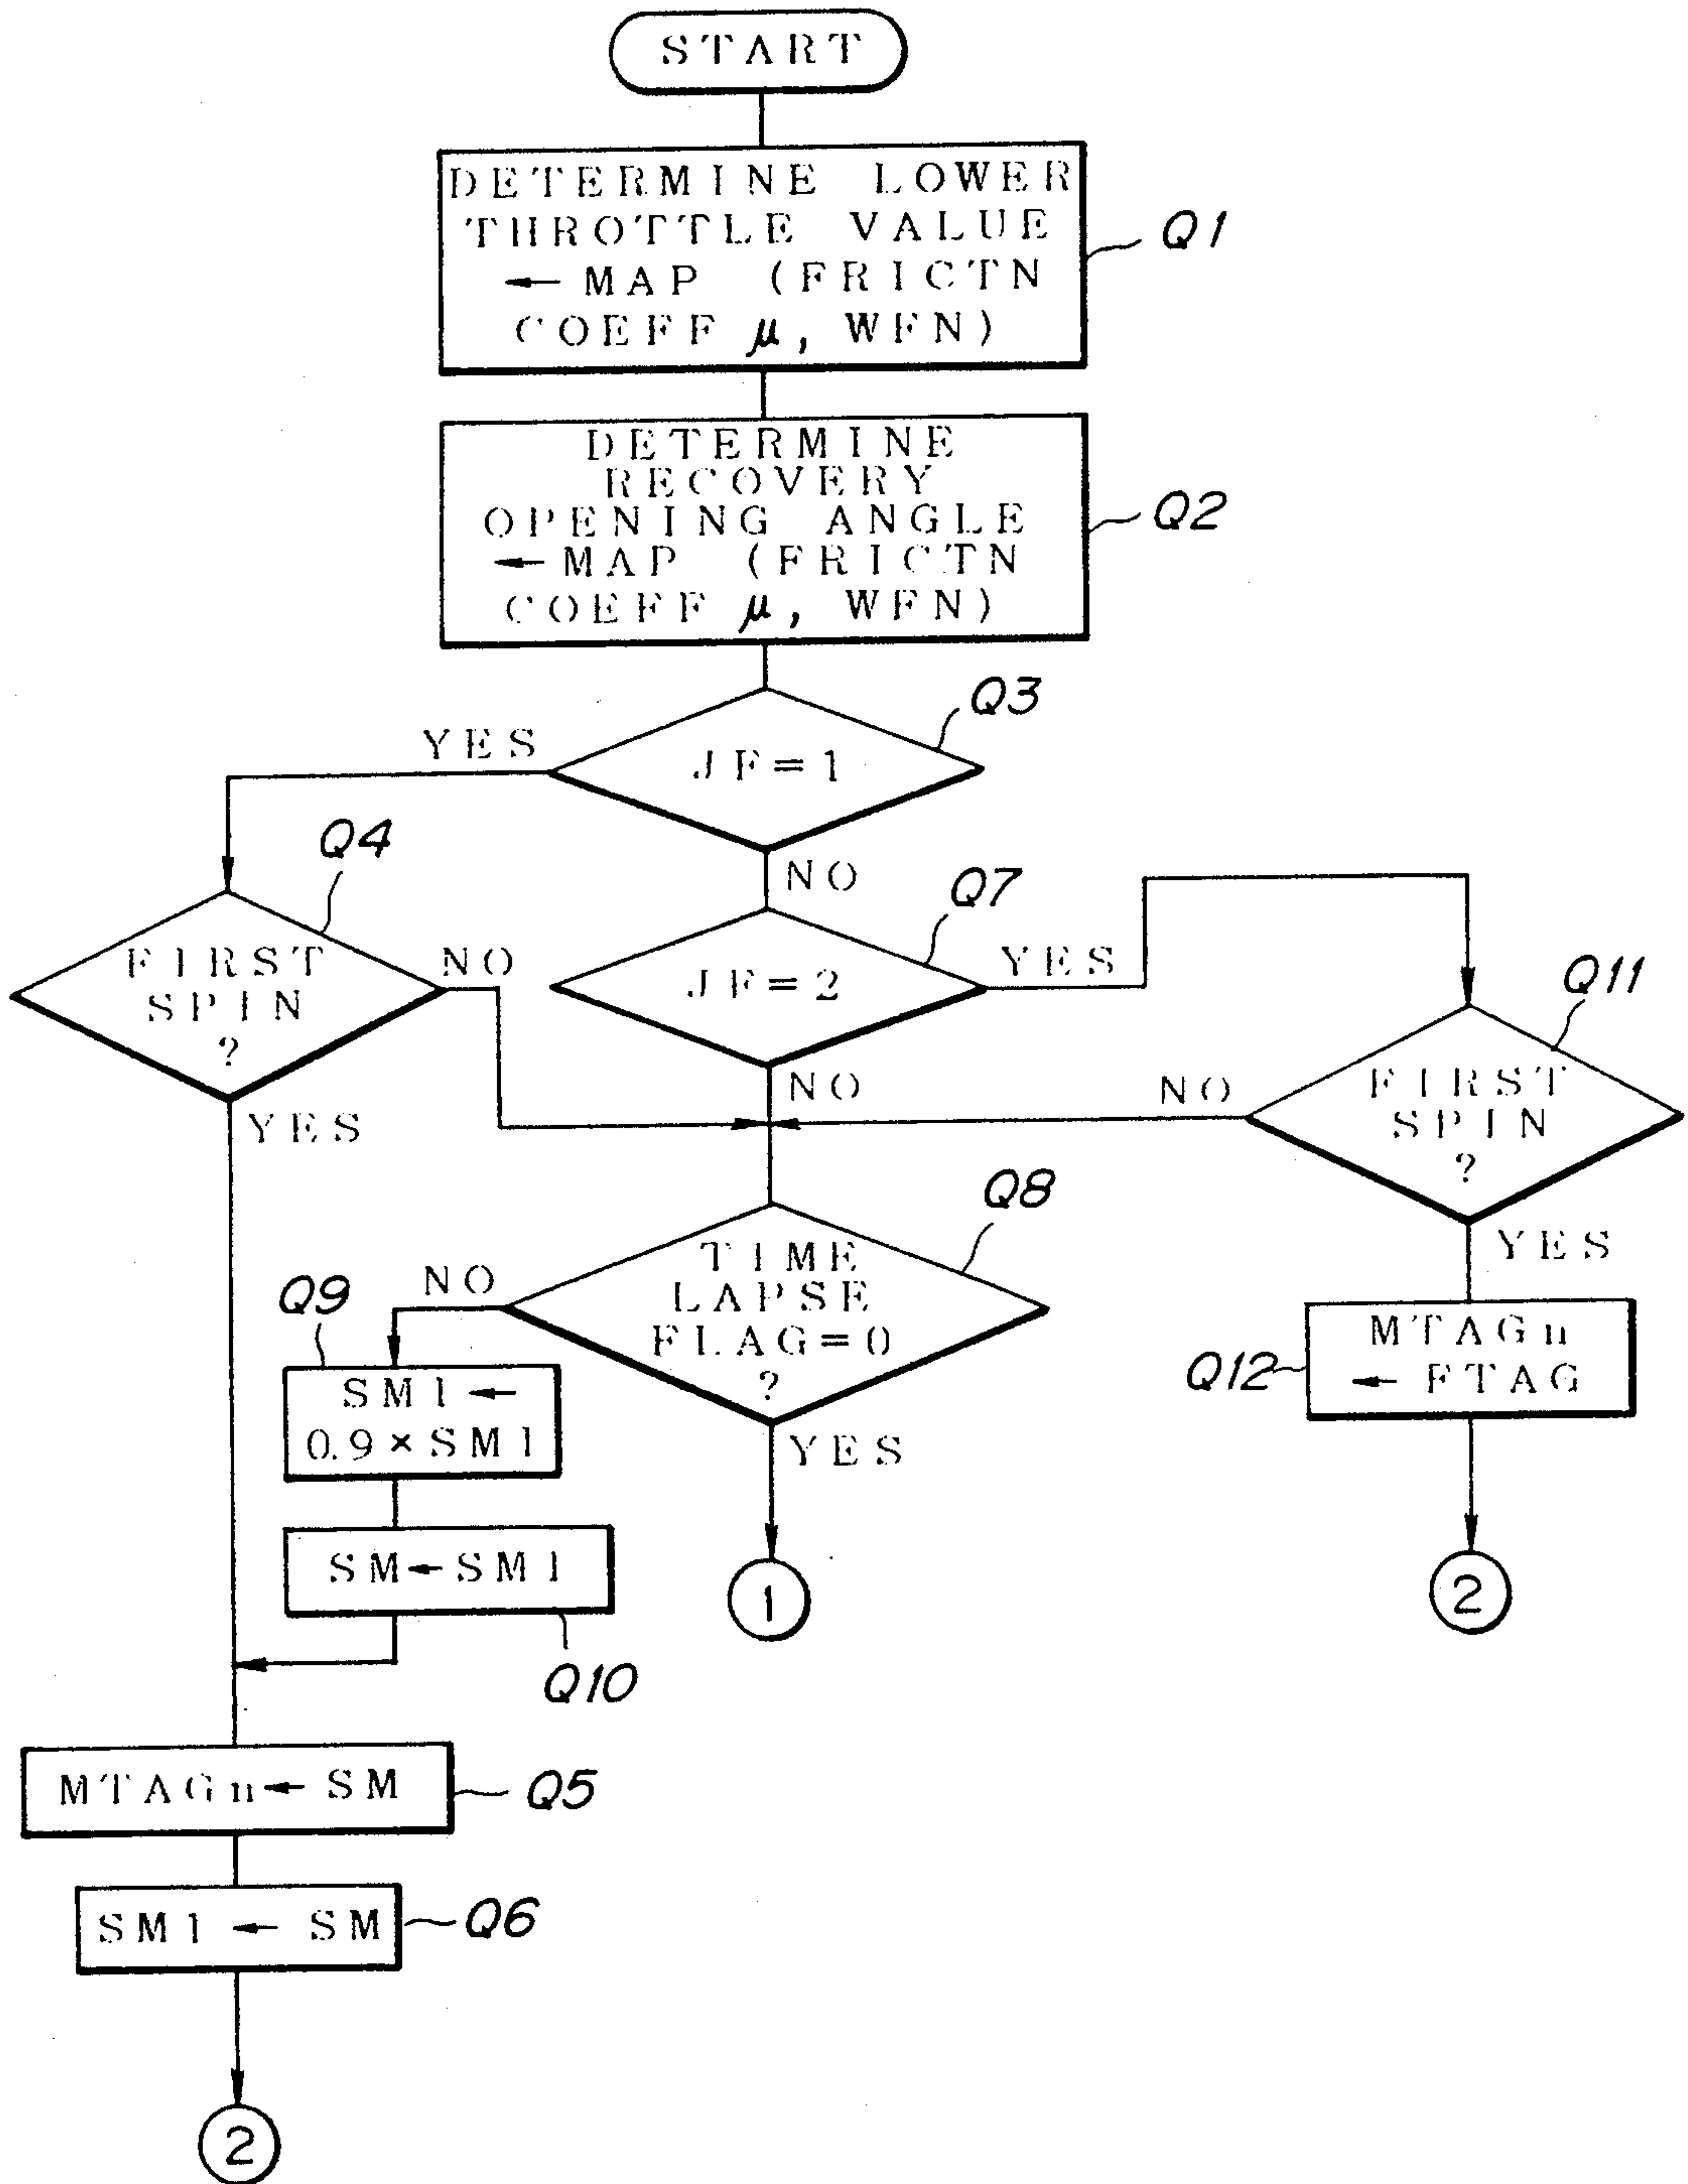 START
DETERMINE LOWER
THROTTLE VALUE
← MAP (FRICTN
COEFF μ, WFN)
Q1
DETERMINE
RECOVERY
OPENING ANGLE
← MAP (FRICTN
COEFF μ, WFN)
Q2
Q3
YES
JF=1
NO
Q4
FIRST
SPIN
?
NO
YES
Q7
JF=2
YES
NO
Q11
FIRST
SPIN
?
NO
YES
Q8
TIME
LAPSE
FLAG=0
?
NO
YES
Q9
SM1 ←
0.9×SM1
SM←SM1
Q10
1
Q12
MTAGn
← FTAG
2
MTAGn← SM
Q5
SM1 ← SM
Q6
2